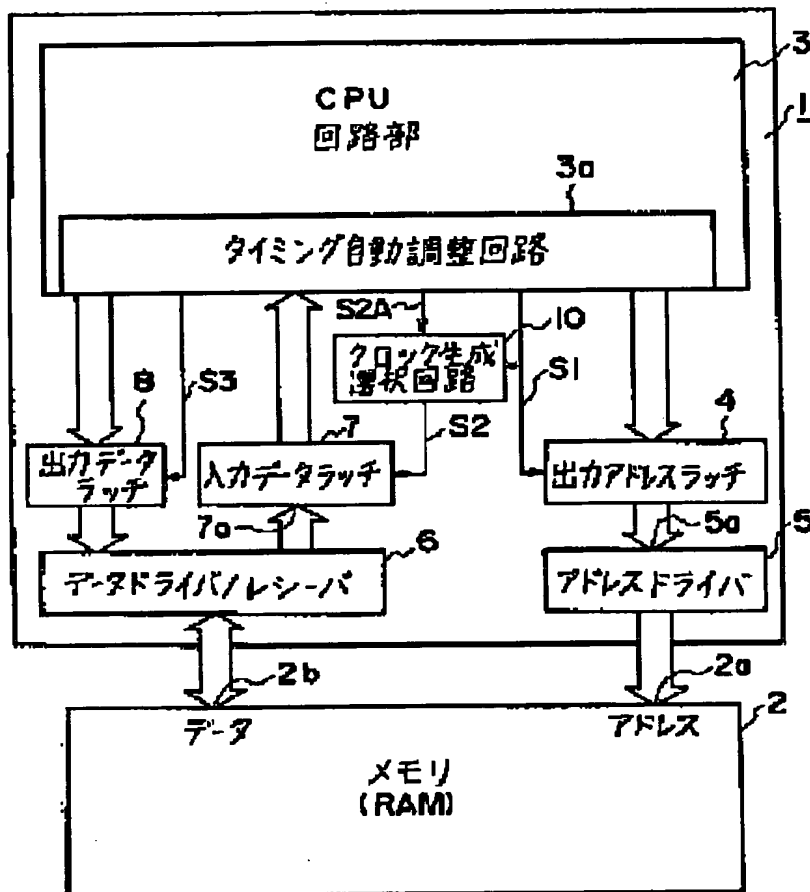 3
CPU
回路部
1
3a
タイミング自動調整回路
S2A
10
クロック生成
選択回路
S3
S1
8
7
S2
4
出力データ
ラッチ
入力データラッチ
出力アドレスラッチ
7a
6
5a
5
データドライバ/レシーバ
アドレスドライバ
2b
2a
2
データ
アドレス
メモリ
(RAM)